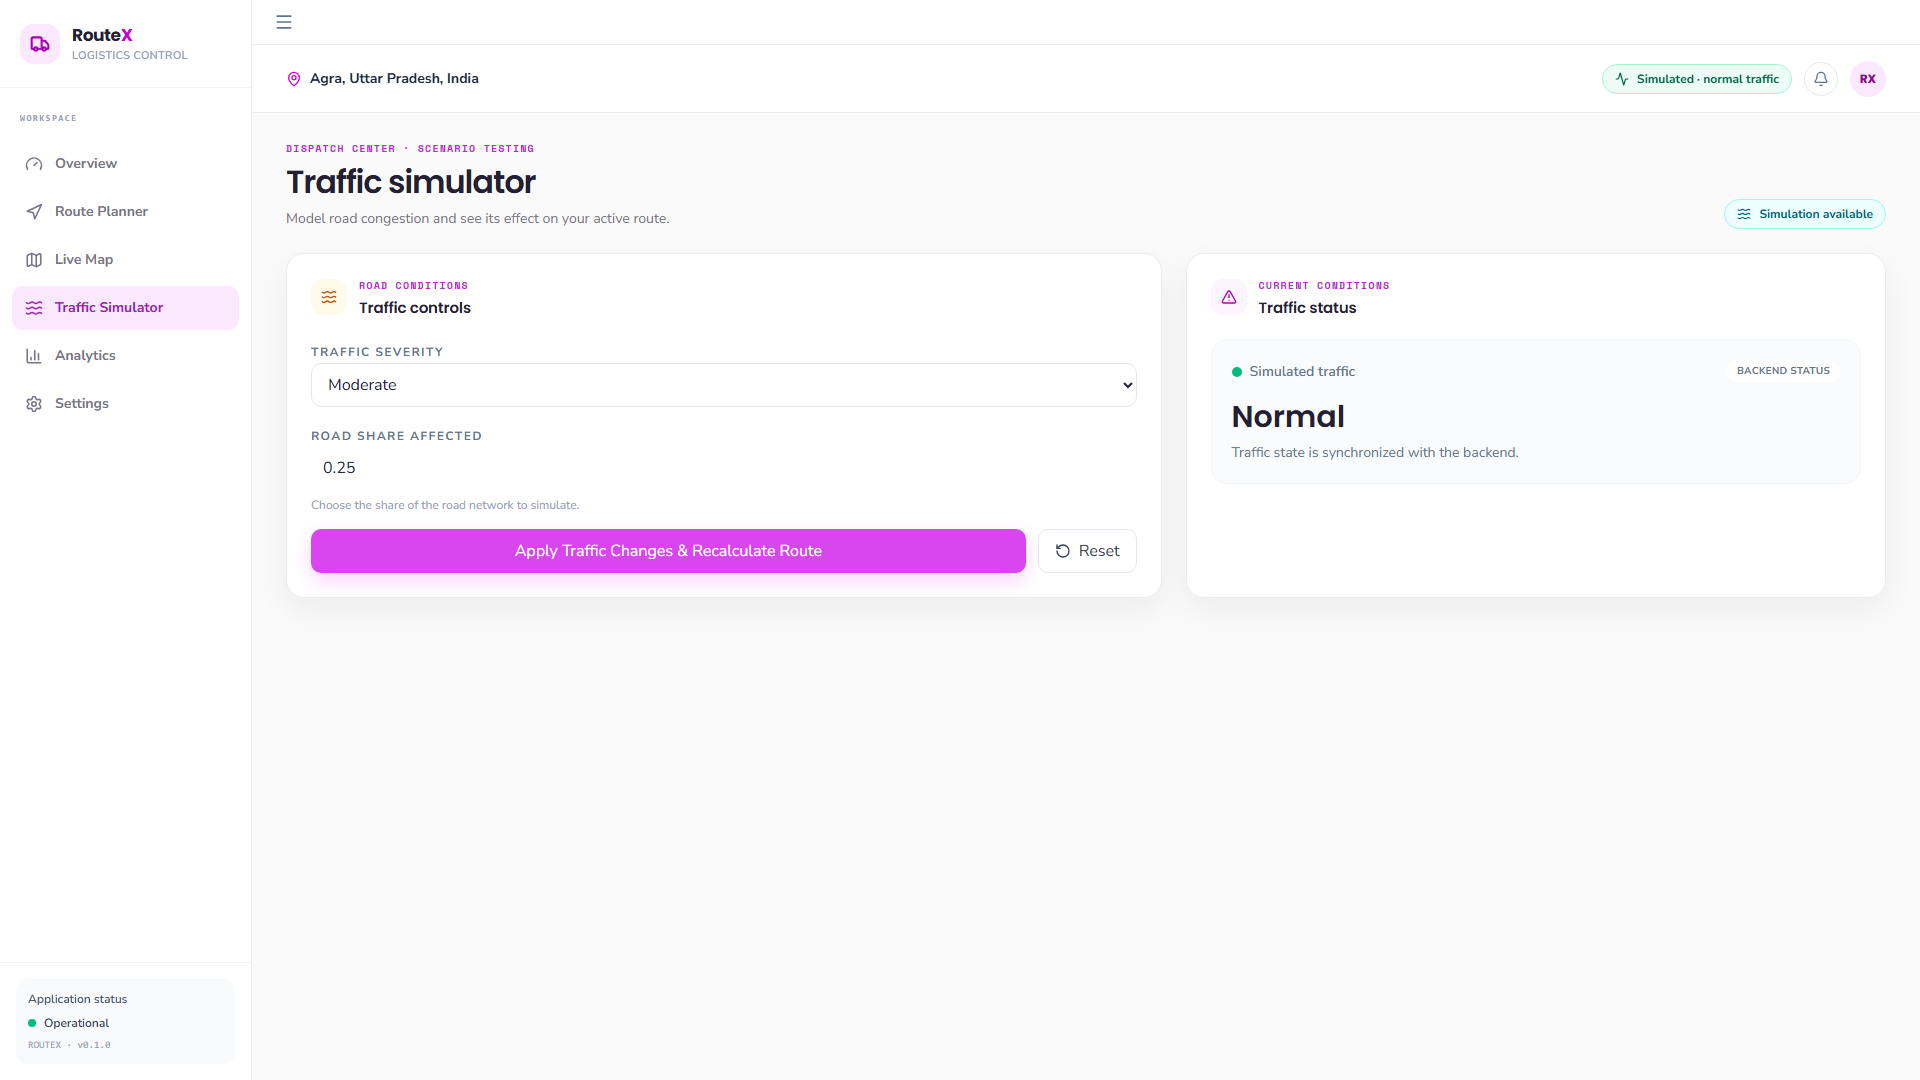 RouteX
LOGISTICS CONTROL
WORKSPACE
Overview
Route Planner
Live Map
Traffic Simulator
Analytics
Settings
Application status
Operational
ROUTEX · v0.1.0
Agra, Uttar Pradesh, India
Simulated · normal traffic
RX
DISPATCH CENTER · SCENARIO TESTING
Traffic simulator
Model road congestion and see its effect on your active route.
Simulation available
ROAD CONDITIONS
Traffic controls
TRAFFIC SEVERITY
Moderate
ROAD SHARE AFFECTED
0.25
Choose the share of the road network to simulate.
Apply Traffic Changes & Recalculate Route
Reset
CURRENT CONDITIONS
Traffic status
Simulated traffic
BACKEND STATUS
Normal
Traffic state is synchronized with the backend.